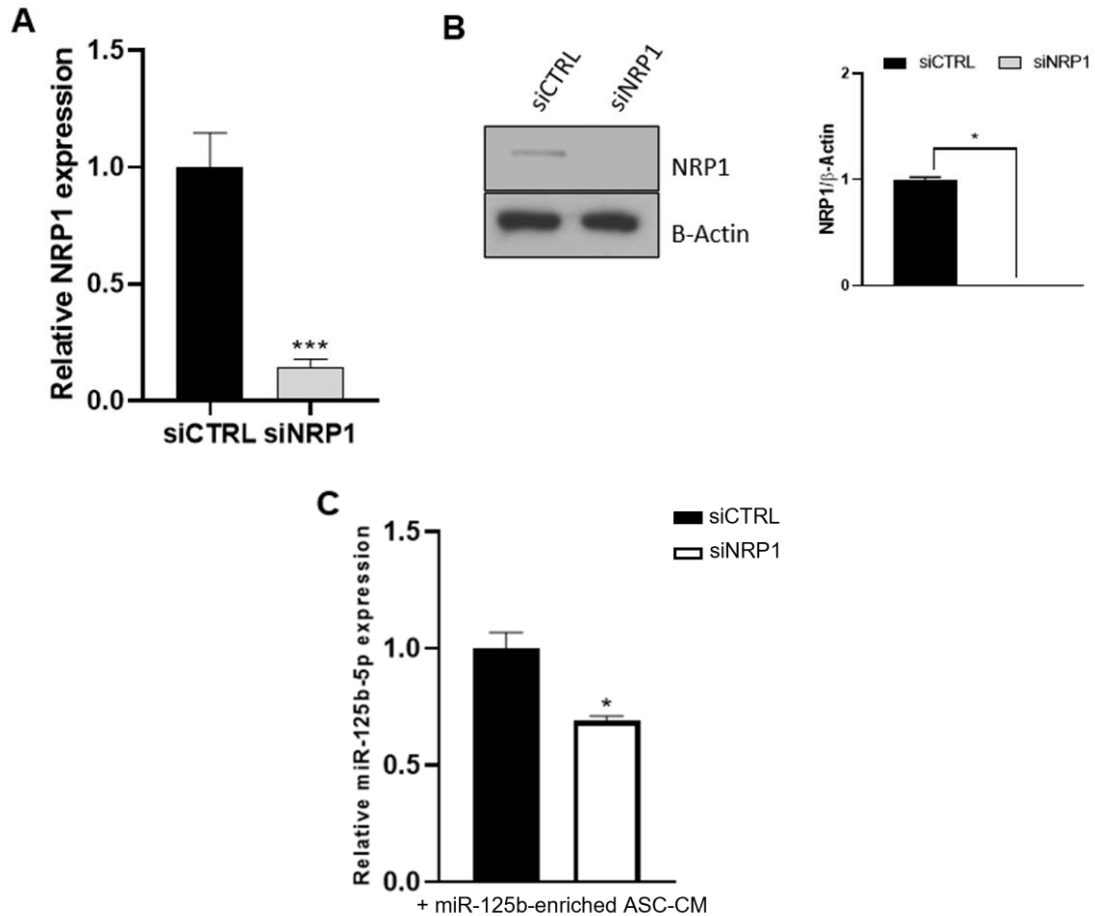 A
Relative NRP1 expression
1.5
1.0
0.5
0.0
***
siCTRL siNRP1
B
siCTRL
siNRP1
NRP1
B-Actin
siCTRL siNRP1
NRP1/β-Actin
2
1
0
*
C
Relative miR-125b-5p expression
1.5
1.0
0.5
0.0
*
siCTRL
siNRP1
+ miR-125b-enriched ASC-CM